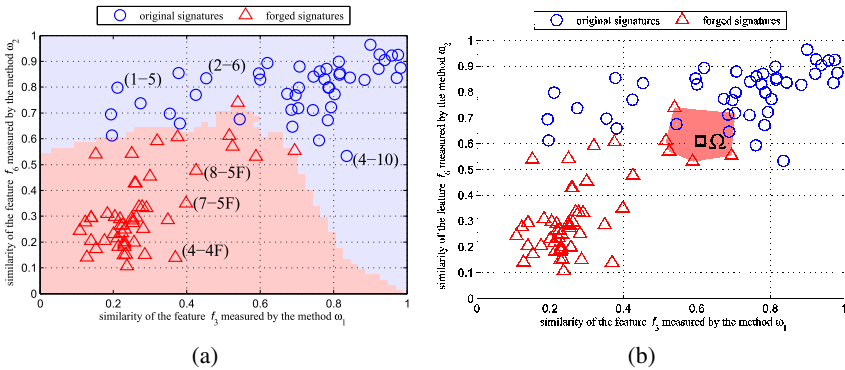 original signatures forged signatures
1
0.9
0.8
0.7
0.6
0.5
0.4
0.3
0.2
0.1
0
0 0.2 0.4 0.6 0.8 1
similarity of the feature f6 measured by the method ω2
similarity of the feature f3 measured by the method ω1
(1−5)
(2−6)
(4−10)
(8−5F)
(7−5F)
(4−4F)
(a)
original signatures forged signatures
1
0.9
0.8
0.7
0.6
0.5
0.4
0.3
0.2
0.1
0
0 0.2 0.4 0.6 0.8 1
similarity of the feature f6 measured by the method ω2
similarity of the feature f3 measured by the method ω1
Ω
(b)